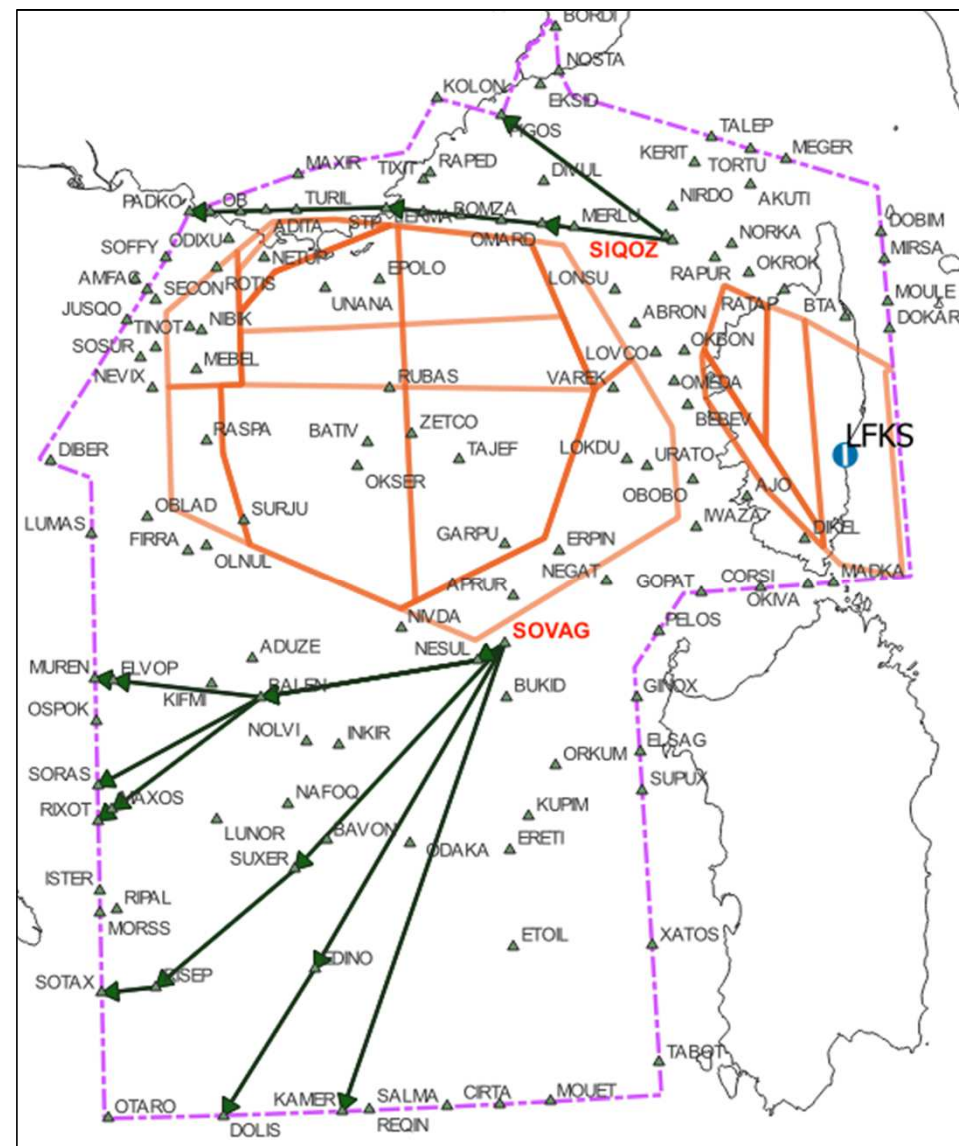 BORDI
NOSTA
KOLON
EKSID
TALEP
MEGER
KERIT
TORTU
MAXIR
TIXIT
RAPED
DIVUL
AKUTI
NIRDO
PADKO
TURIL
BOMZA
MERLU
DOBIM
ADITA
OMARD
SIQOZ
NORKA
MIRSA
SOFFY
ODIXU
NETUP
EPOLO
RAPUR
OKROK
AMFAG
SECON
ROTIS
UNANA
LONSU
RATAP
BTA
MOULE
JUSQO
TINOT
NIBIK
ABRON
DOKAR
SOSUR
LOVCO
OKBON
NEVIX
MEBEL
RUBAS
VAREK
OMEDA
BEBEV
RASPA
BATIV
ZETCO
TAJEF
LOKDU
URATO
LFKS
DIBER
OKSER
OBOBO
AJO
OBLAD
SURJU
IWAZA
LUMAS
FIRRA
OLNUL
GARPU
ERPIN
DIKEL
APRUR
NEGAT
GOPAT
CORSI
MADKA
OKIVA
NIVDA
SOVAG
PELOS
ADUZE
NESUL
MUREN
ELVOP
KIFMI
BALEN
BUKID
GINOX
OSPOK
NOLVI
INKIR
ELSAG
ORKUM
SORAS
SUPUX
NAFOQ
RIXOT
KUPIM
LUNOR
BAVON
SUXER
ODAKA
ERETI
ISTER
RIPAL
MORSS
ETOIL
XATOS
SOTAX
TABOT
KAMER
SALMA
CIRTA
MOUET
OTARO
DOLIS
REQIN